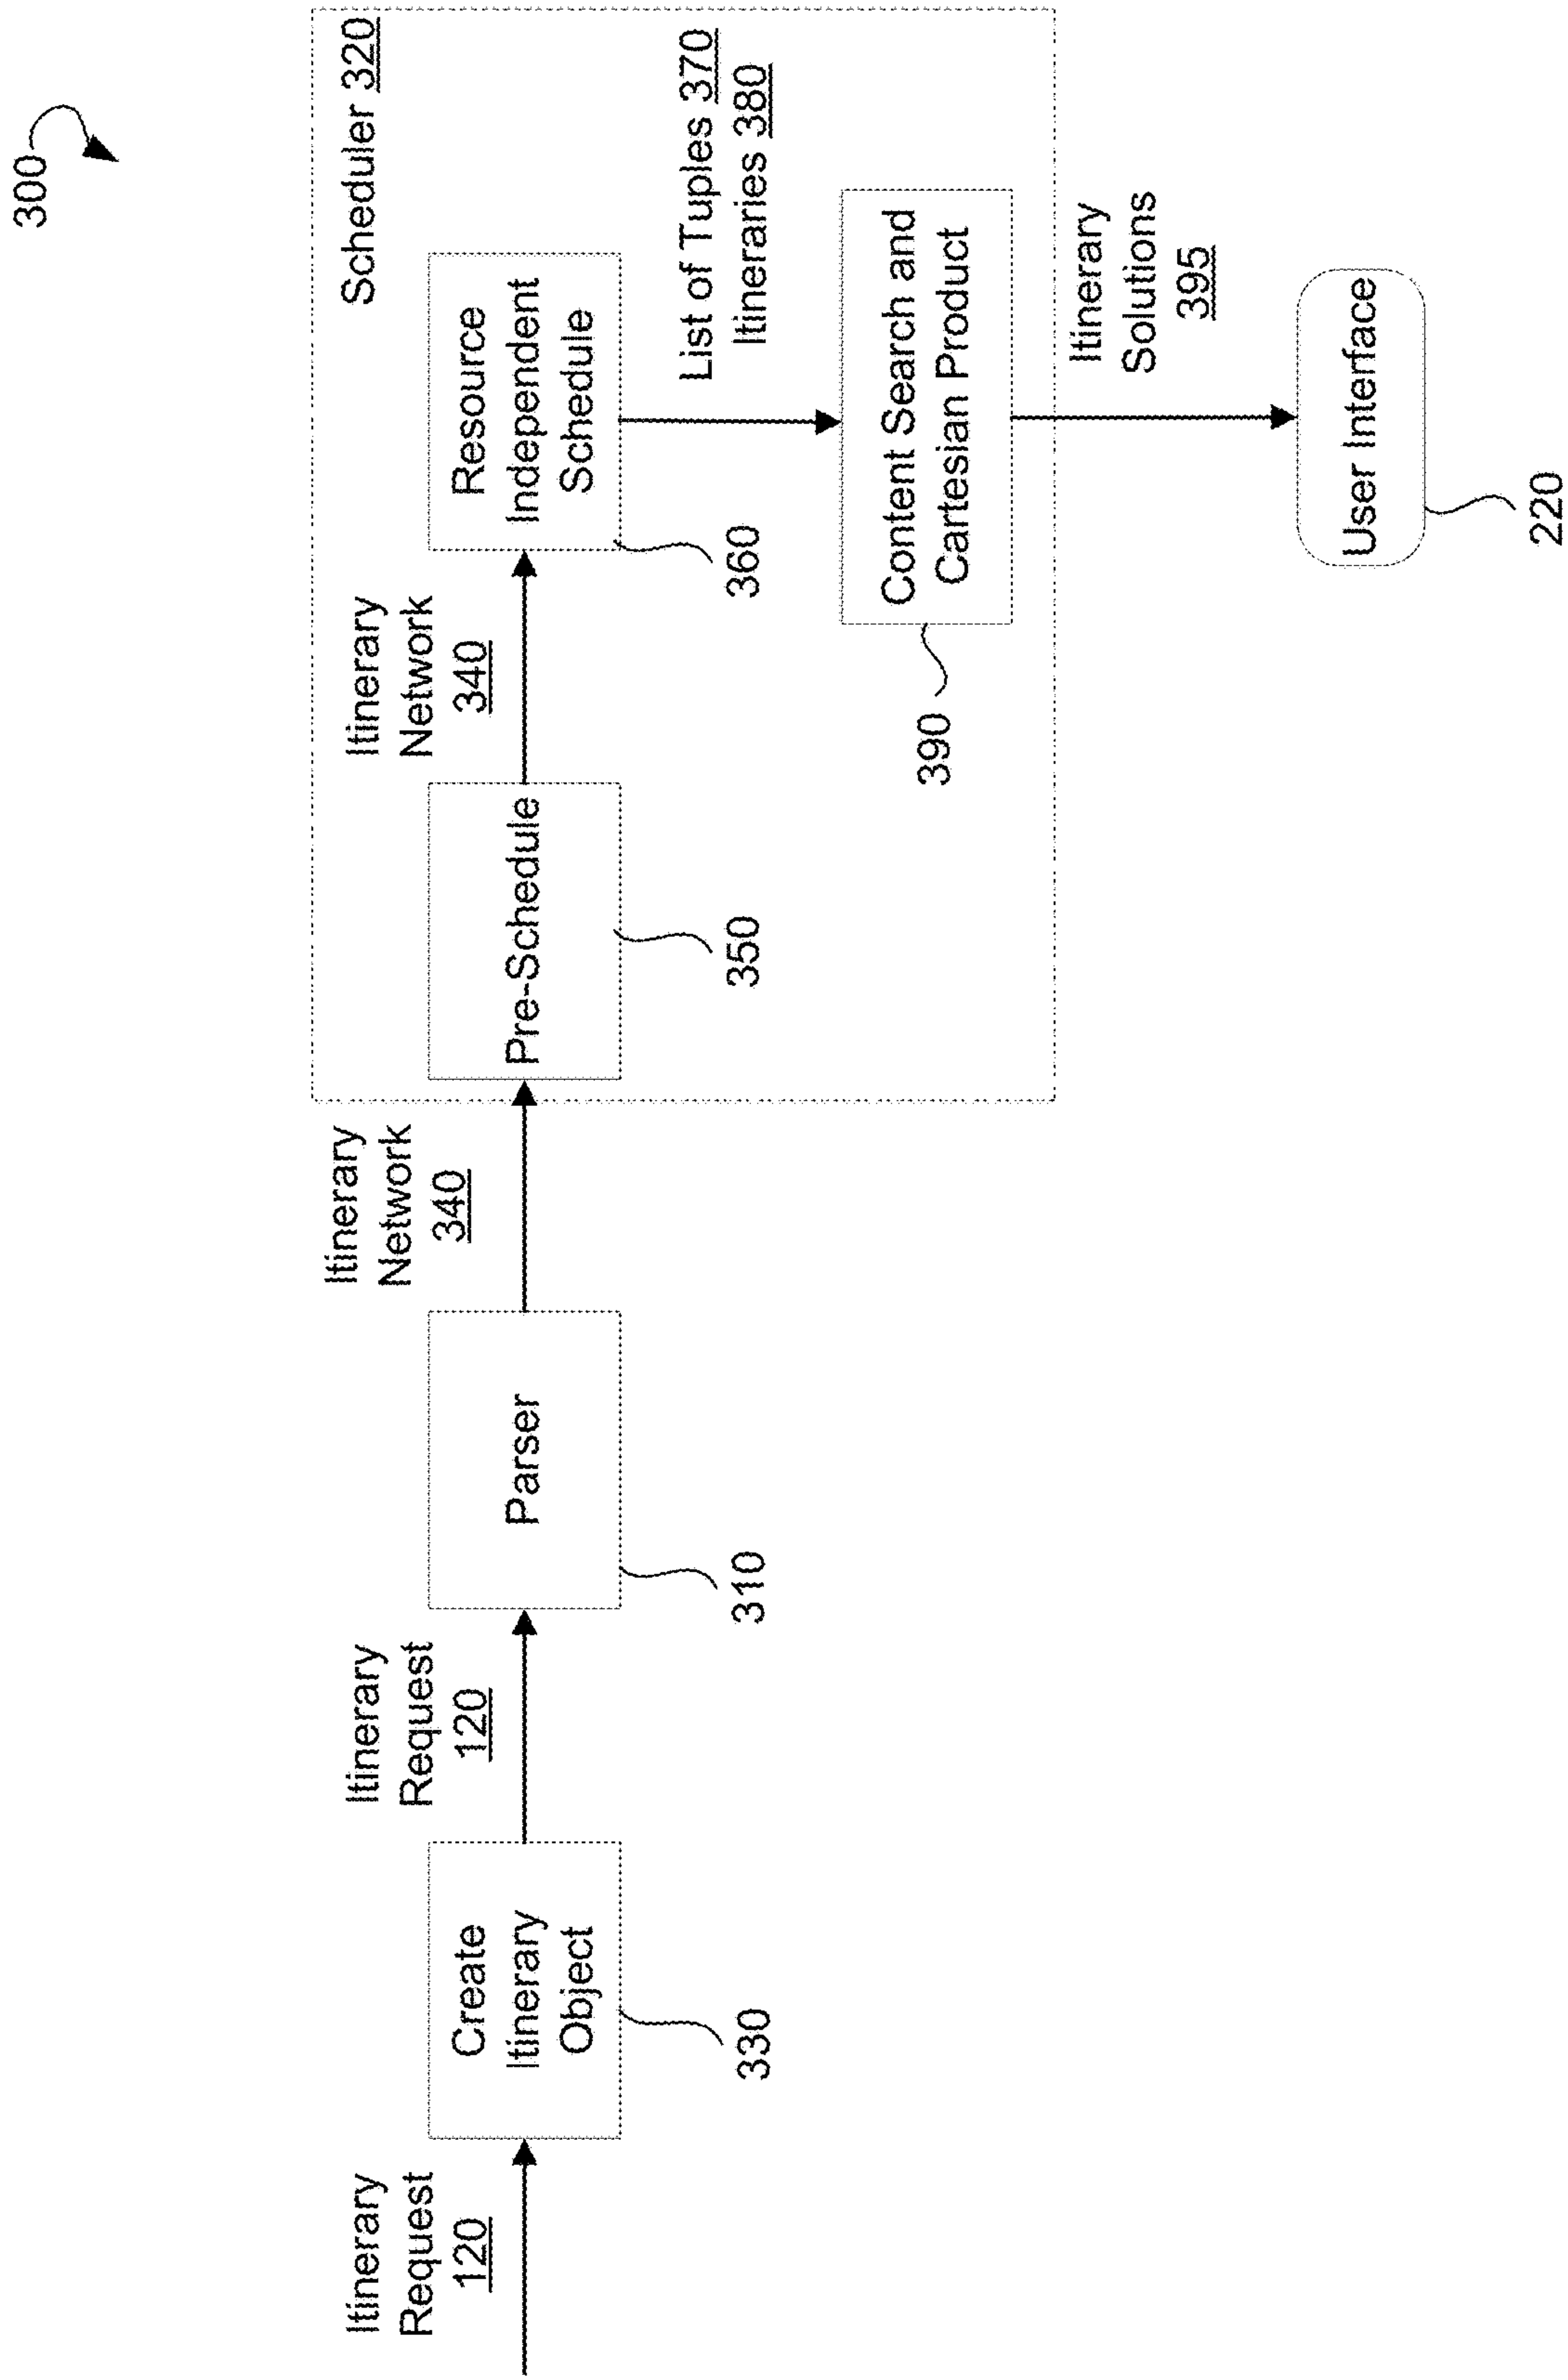 300
Scheduler 320
Itinerary
Request
120
Create
Itinerary
Object
330
Itinerary
Request
120
Parser
310
Itinerary
Network
340
Pre-Schedule
350
Itinerary
Network
340
Resource
Independent
Schedule
360
List of Tuples 370
Itineraries 380
Content Search and
Cartesian Product
390
Itinerary
Solutions
395
User Interface
220